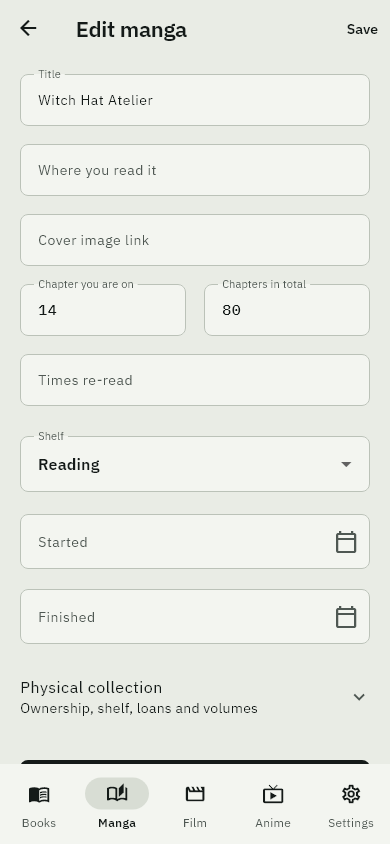 Edit manga
Save
Title
Witch Hat Atelier
Where you read it
Cover image link
Chapter you are on
Chapters in total
14
80
Times re-read
Shelf
Reading
Started
Finished
Physical collection
Ownership, shelf, loans and volumes
Books
Manga
Film
Anime
Settings